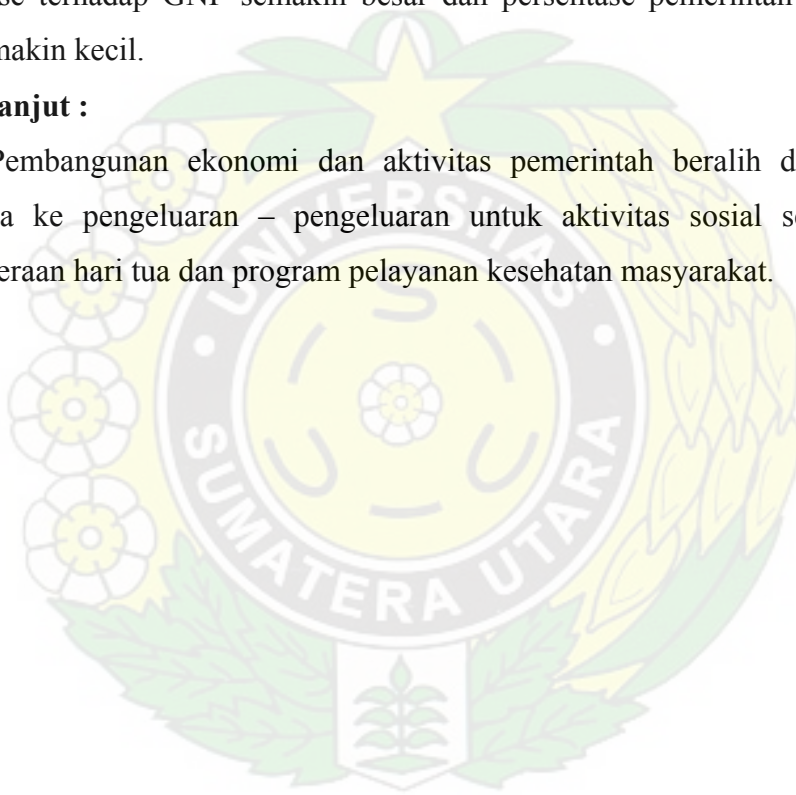 se terhadap GNP semakin besar dan persentase pemerintah
makin kecil.
anjut :
Pembangunan ekonomi dan aktivitas pemerintah beralih d
a ke pengeluaran – pengeluaran untuk aktivitas sosial se
eraan hari tua dan program pelayanan kesehatan masyarakat.
UNIVERSITAS
SUMATERA UTARA